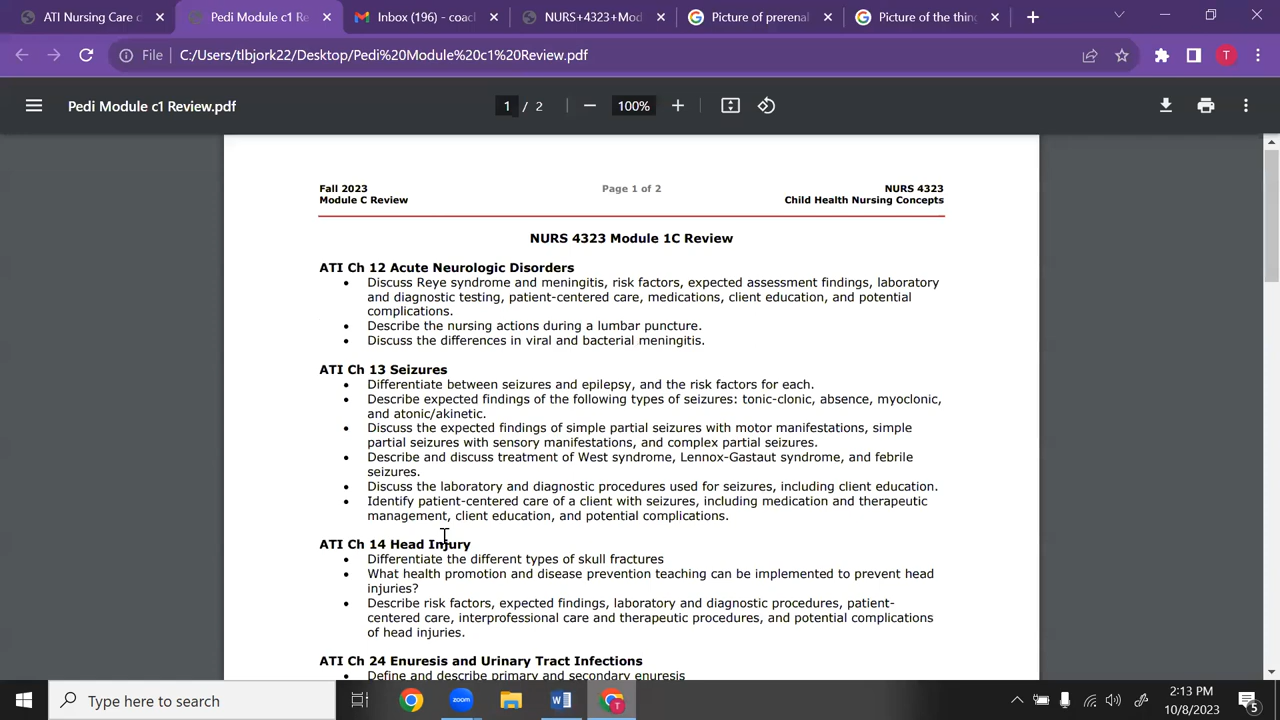 ATI Nursing Care
Pedi Module c1 Re
Inbox (196) - coac
NURS+4323+Mod
Picture of prerena
Picture of the thin
File
C:/Users/tlbjork22/Desktop/Pedi%20Module%20c1%20Review.pdf
T
Pedi Module c1 Review.pdf
1 / 2
100%
Fall 2023
Page 1 of 2
NURS 4323
Module C Review
Child Health Nursing Concepts
NURS 4323 Module 1C Review
ATI Ch 12 Acute Neurologic Disorders
• Discuss Reye syndrome and meningitis, risk factors, expected assessment findings, laboratory
and diagnostic testing, patient-centered care, medications, client education, and potential
complications.
• Describe the nursing actions during a lumbar puncture.
• Discuss the differences in viral and bacterial meningitis.
ATI Ch 13 Seizures
• Differentiate between seizures and epilepsy, and the risk factors for each.
• Describe expected findings of the following types of seizures: tonic-clonic, absence, myoclonic,
and atonic/akinetic.
• Discuss the expected findings of simple partial seizures with motor manifestations, simple
partial seizures with sensory manifestations, and complex partial seizures.
• Describe and discuss treatment of West syndrome, Lennox-Gastaut syndrome, and febrile
seizures.
• Discuss the laboratory and diagnostic procedures used for seizures, including client education.
• Identify patient-centered care of a client with seizures, including medication and therapeutic
management, client education, and potential complications.
ATI Ch 14 Head Injury
• Differentiate the different types of skull fractures
• What health promotion and disease prevention teaching can be implemented to prevent head
injuries?
• Describe risk factors, expected findings, laboratory and diagnostic procedures, patient-
centered care, interprofessional care and therapeutic procedures, and potential complications
of head injuries.
ATI Ch 24 Enuresis and Urinary Tract Infections
• Define and describe primary and secondary enuresis
Type here to search
zoom
T
2:13 PM
10/8/2023
5